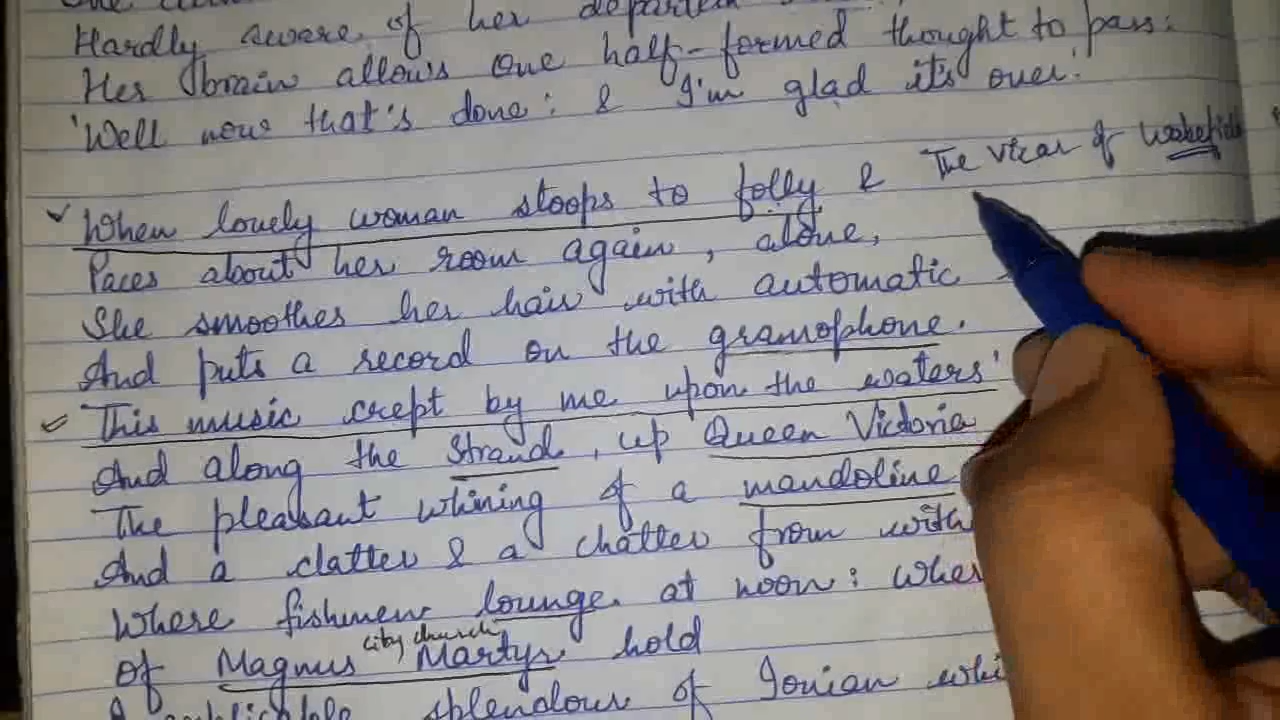 Hardly aware of her departed
Her brain allows one half-formed thought to pass:
'Well now that's done: & I'm glad it's over.'
The vicar of Wakefield
When lovely woman stoops to folly &
Paces about her room again, alone,
She smoothes her hair with automatic
And puts a record on the gramophone.
This music crept by me upon the waters'
And along the Strand, up Queen Victoria
The pleasant whining of a mandoline
And a clatter & a chatter from with
Where fishmen lounge at noon: wher
city church
Of Magnus Martyr hold
splendour of Ionian whi